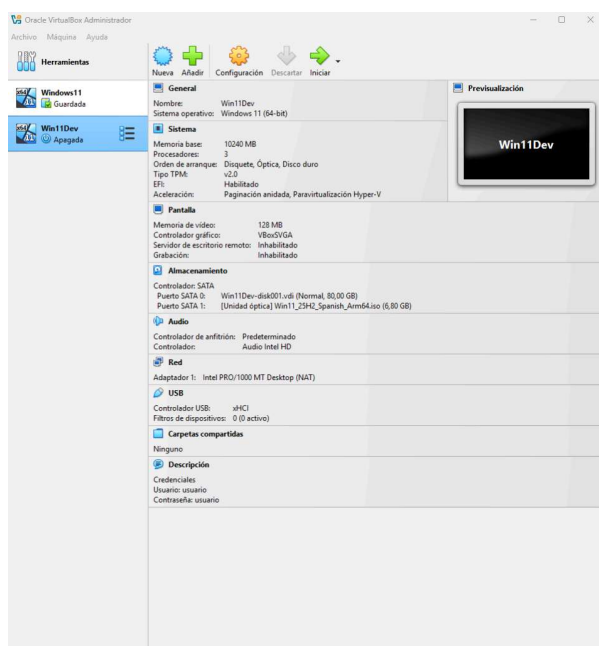 Oracle VirtualBox Administrador
Archivo Máquina Ayuda
Herramientas
Windows11
Guardada
Win11Dev
Apagada
Nueva Añadir Configuración Descartar Iniciar
General
Nombre: Win11Dev
Sistema operativo: Windows 11 (64-bit)
Previsualización
Win11Dev
Sistema
Memoria base: 10240 MB
Procesadores: 3
Orden de arranque: Disquete, Óptica, Disco duro
Tipo TPM: v2.0
EFI: Habilitado
Aceleración: Paginación anidada, Paravirtualización Hyper-V
Pantalla
Memoria de vídeo: 128 MB
Controlador gráfico: VBoxSVGA
Servidor de escritorio remoto: Inhabilitado
Grabación: Inhabilitado
Almacenamiento
Controlador: SATA
Puerto SATA 0: Win11Dev-disk001.vdi (Normal, 80,00 GB)
Puerto SATA 1: [Unidad óptica] Win11_25H2_Spanish_Arm64.iso (6,80 GB)
Audio
Controlador de anfitrión: Predeterminado
Controlador: Audio Intel HD
Red
Adaptador 1: Intel PRO/1000 MT Desktop (NAT)
USB
Controlador USB: xHCI
Filtros de dispositivos: 0 (0 activo)
Carpetas compartidas
Ninguno
Descripción
Credenciales
Usuario: usuario
Contraseña: usuario